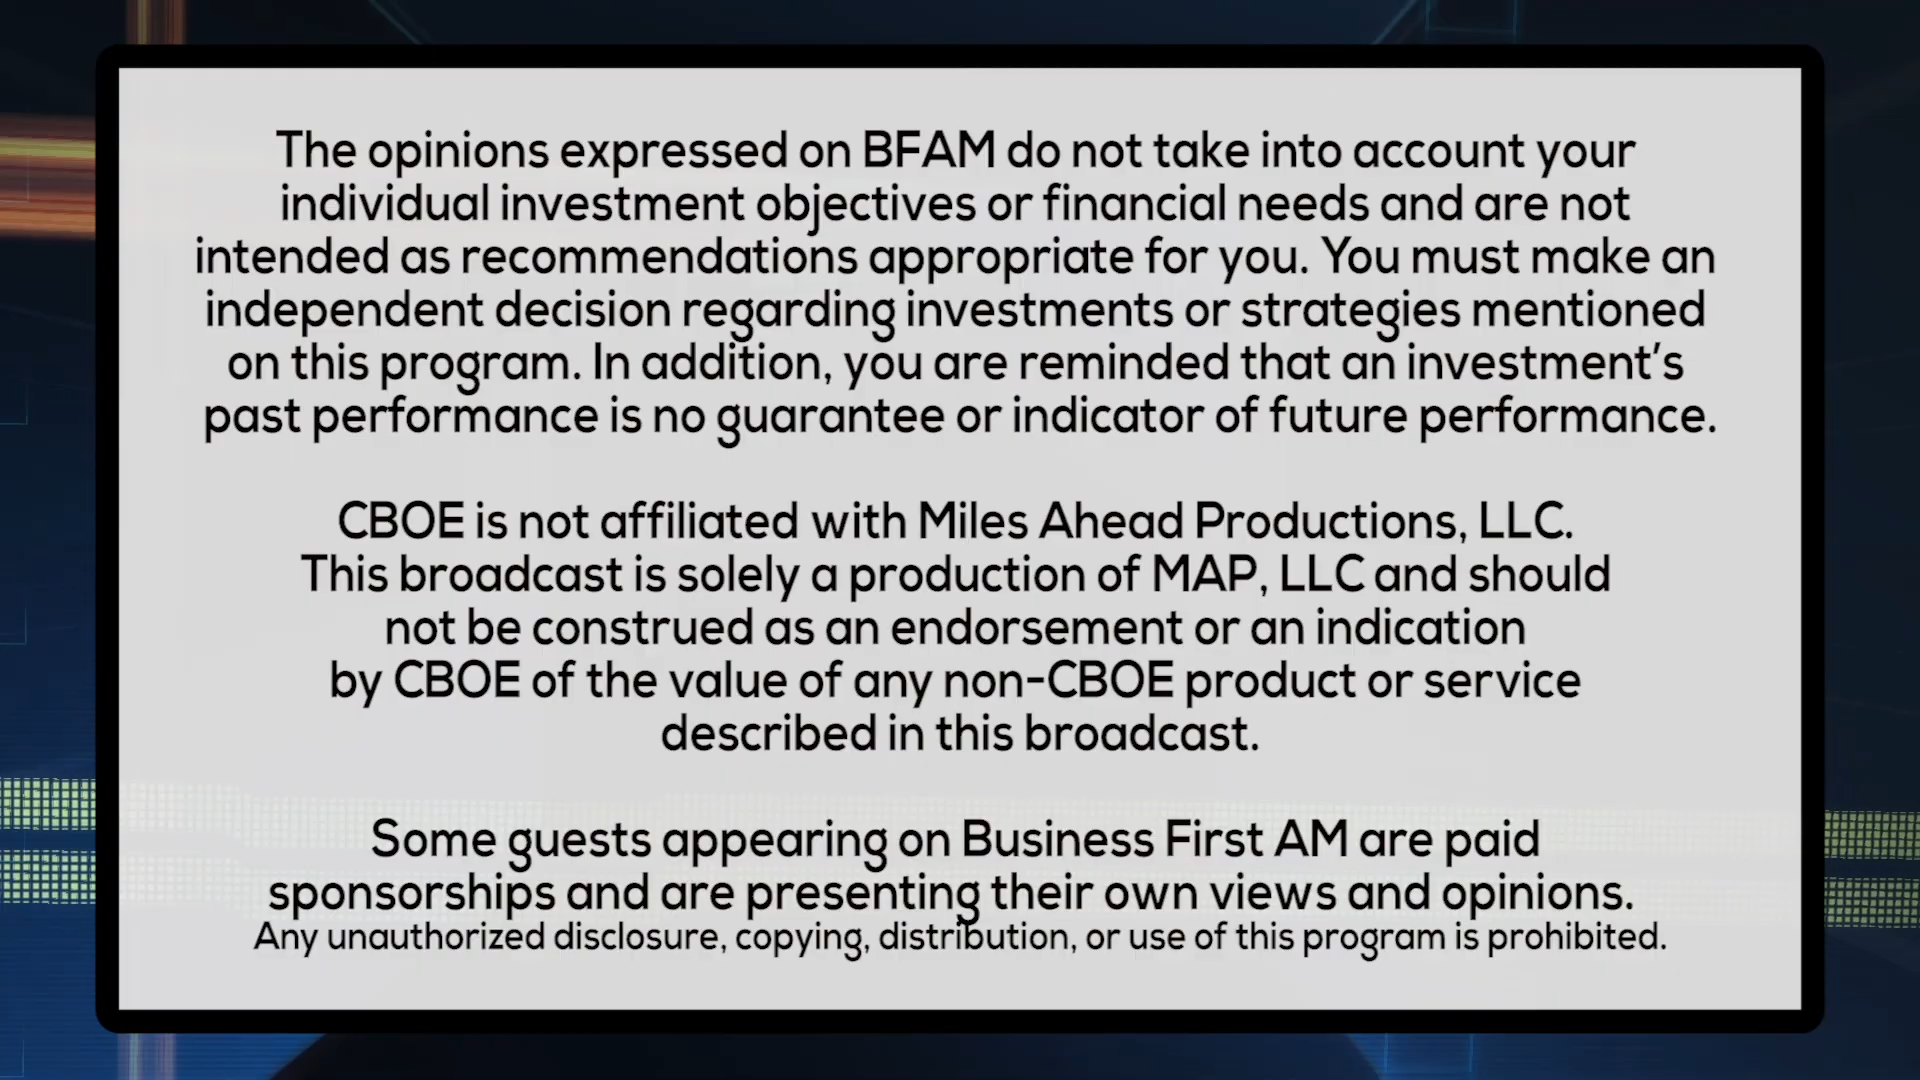 The opinions expressed on BFAM do not take into account your
individual investment objectives or financial needs and are not
intended as recommendations appropriate for you. You must make an
independent decision regarding investments or strategies mentioned
on this program. In addition, you are reminded that an investment's
past performance is no guarantee or indicator of future performance.
CBOE is not affiliated with Miles Ahead Productions, LLC.
This broadcast is solely a production of MAP, LLC and should
not be construed as an endorsement or an indication
by CBOE of the value of any non-CBOE product or service
described in this broadcast.
Some guests appearing on Business First AM are paid
sponsorships and are presenting their own views and opinions.
Any unauthorized disclosure, copying, distribution, or use of this program is prohibited.